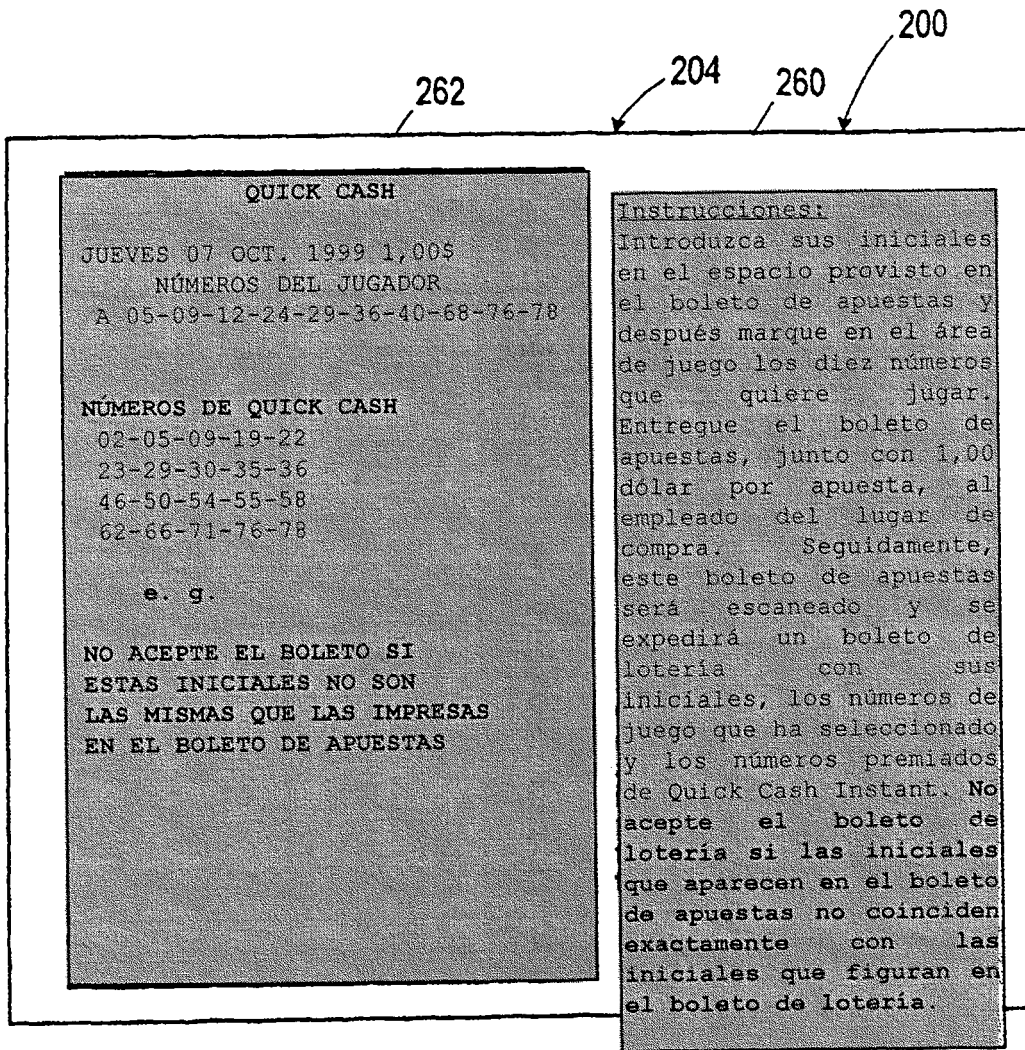 200
204
260
262
QUICK CASH
JUEVES 07 OCT. 1999 1,00$
NÚMEROS DEL JUGADOR
A 05-09-12-24-29-36-40-68-76-78
NÚMEROS DE QUICK CASH
02-05-09-19-22
23-29-30-35-36
46-50-54-55-58
62-66-71-76-78
e. g.
NO ACEPTE EL BOLETO SI
ESTAS INICIALES NO SON
LAS MISMAS QUE LAS IMPRESAS
EN EL BOLETO DE APUESTAS
Instrucciones:
Introduzca sus iniciales
en el espacio provisto en
el boleto de apuestas y
después marque en el área
de juego los diez números
que quiere jugar.
Entregue el boleto de
apuestas, junto con 1,00
dólar por apuesta, al
empleado del lugar de
compra. Seguidamente,
este boleto de apuestas
será escaneado y se
expedirá un boleto de
lotería con sus
iniciales, los números de
juego que ha seleccionado
y los números premiados
de Quick Cash Instant. No
acepte el boleto de
lotería si las iniciales
que aparecen en el boleto
de apuestas no coinciden
exactamente con las
iniciales que figuran en
el boleto de lotería.